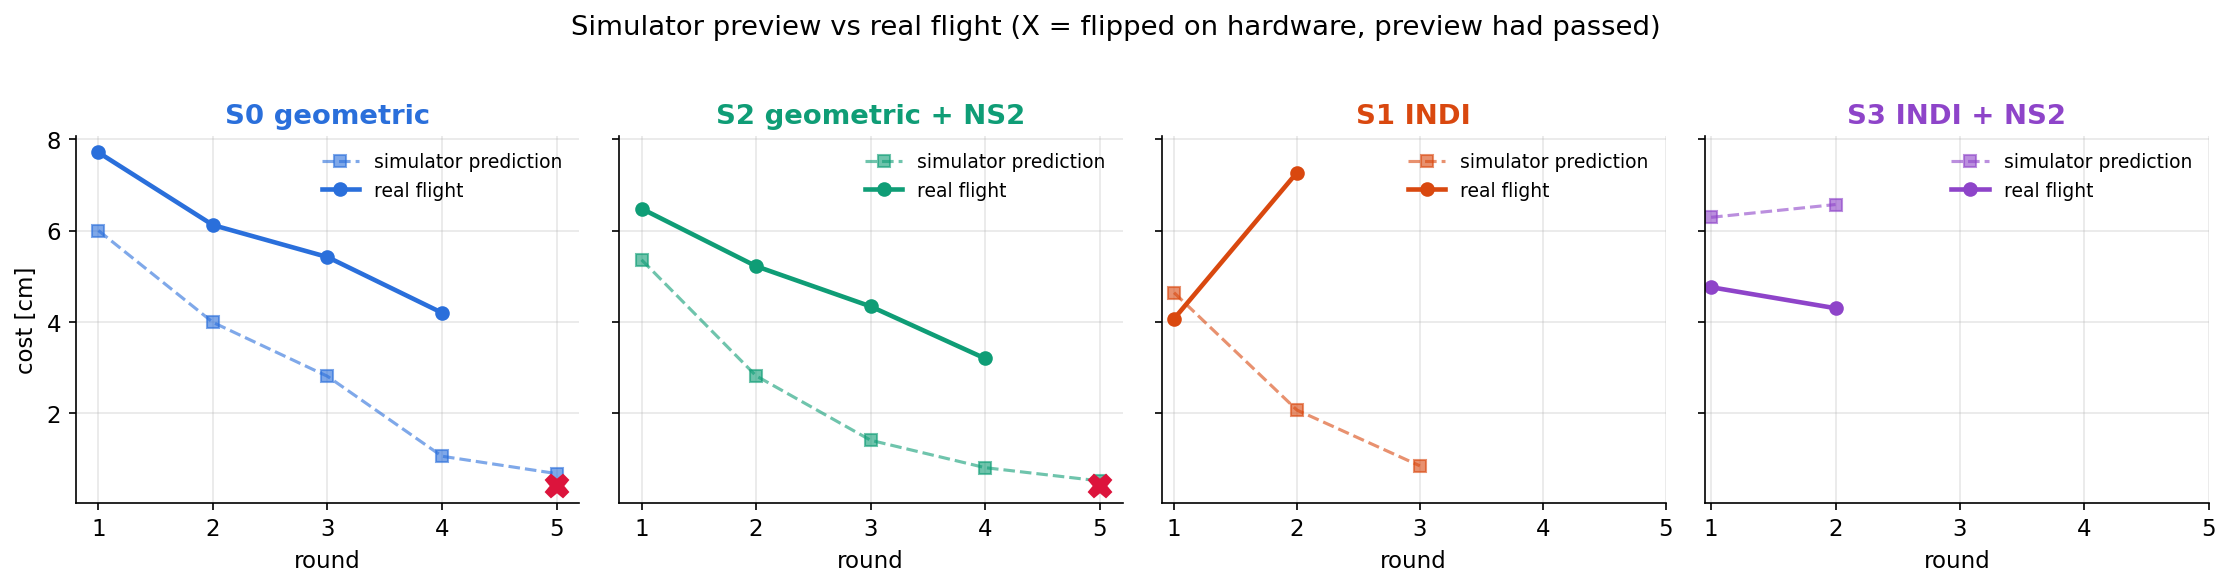 Simulator preview vs real flight (X = flipped on hardware, preview had passed)
S0 geometric
simulator prediction
real flight
8
6
4
2
cost [cm]
1 2 3 4 5
round
S2 geometric + NS2
simulator prediction
real flight
1 2 3 4 5
round
S1 INDI
simulator prediction
real flight
1 2 3 4 5
round
S3 INDI + NS2
simulator prediction
real flight
1 2 3 4 5
round